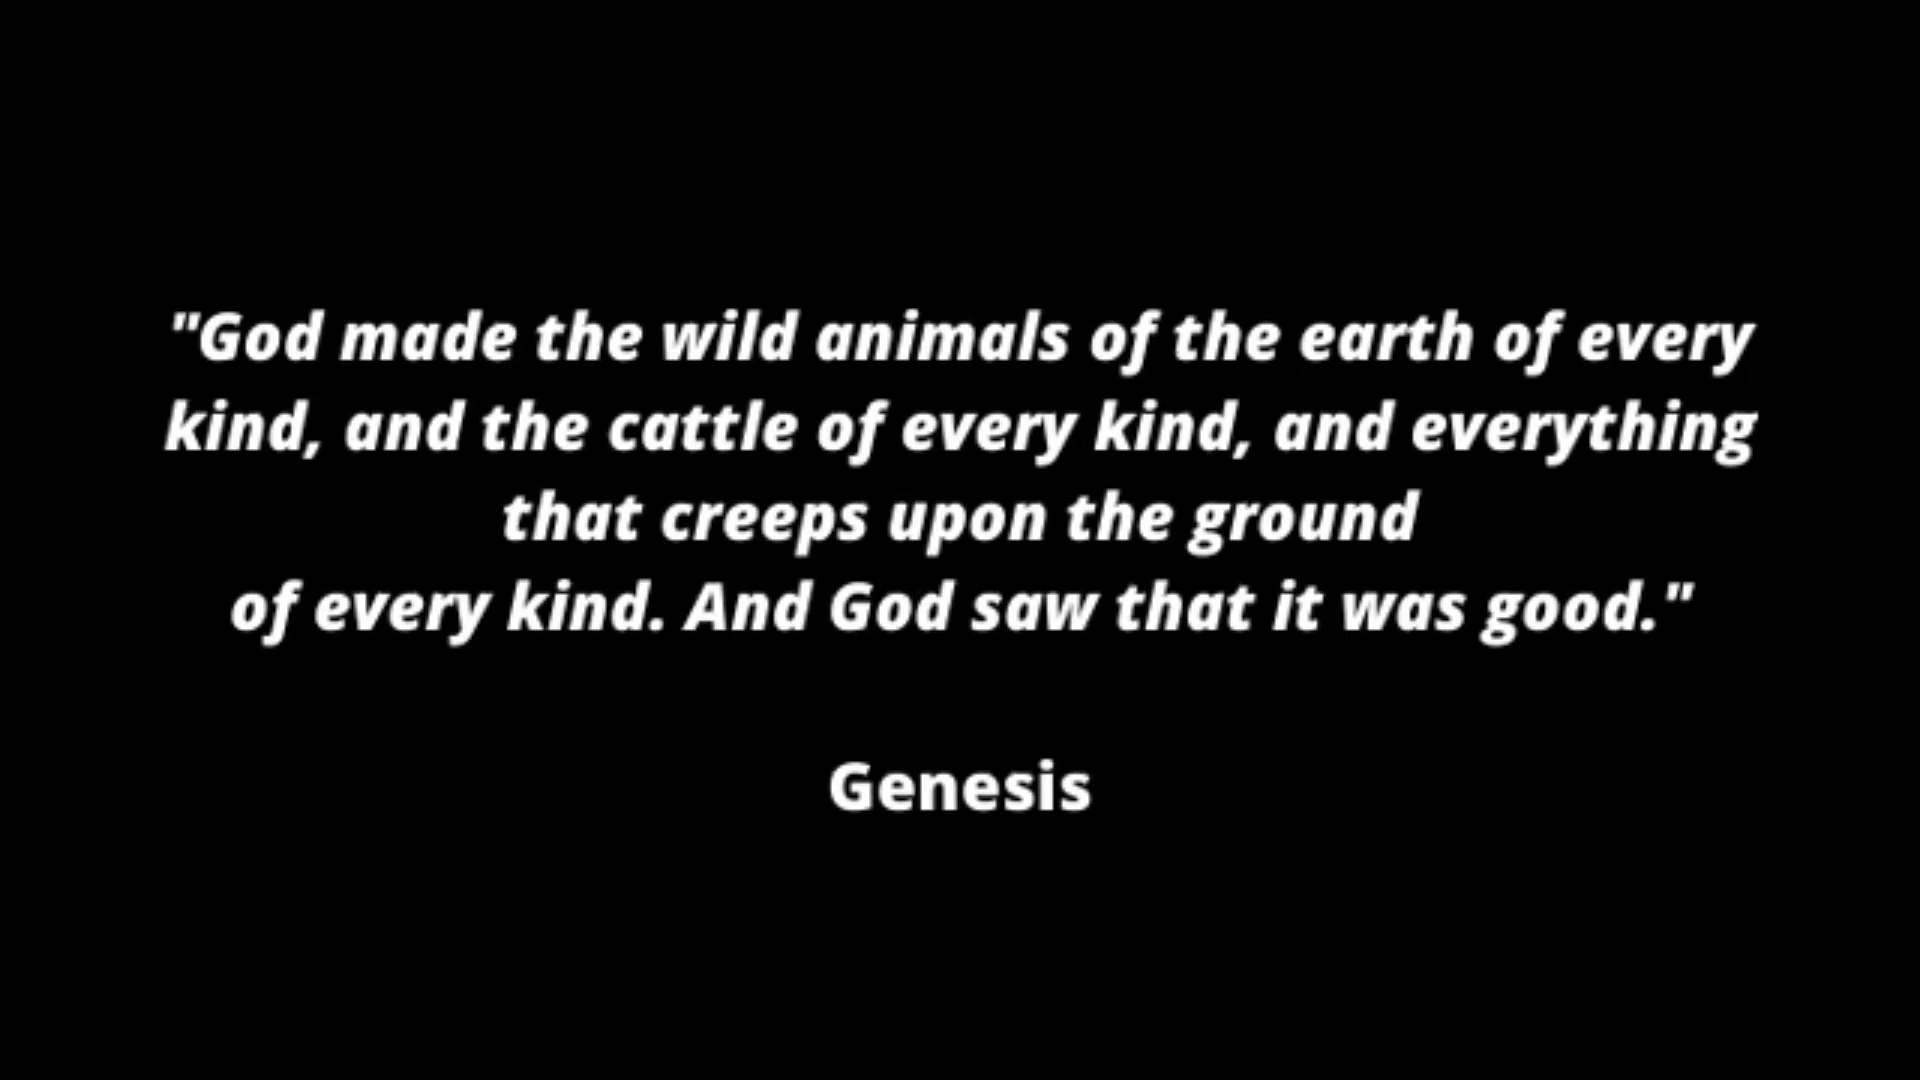 "God made the wild animals of the earth of every
kind, and the cattle of every kind, and everything
that creeps upon the ground
of every kind. And God saw that it was good."
Genesis